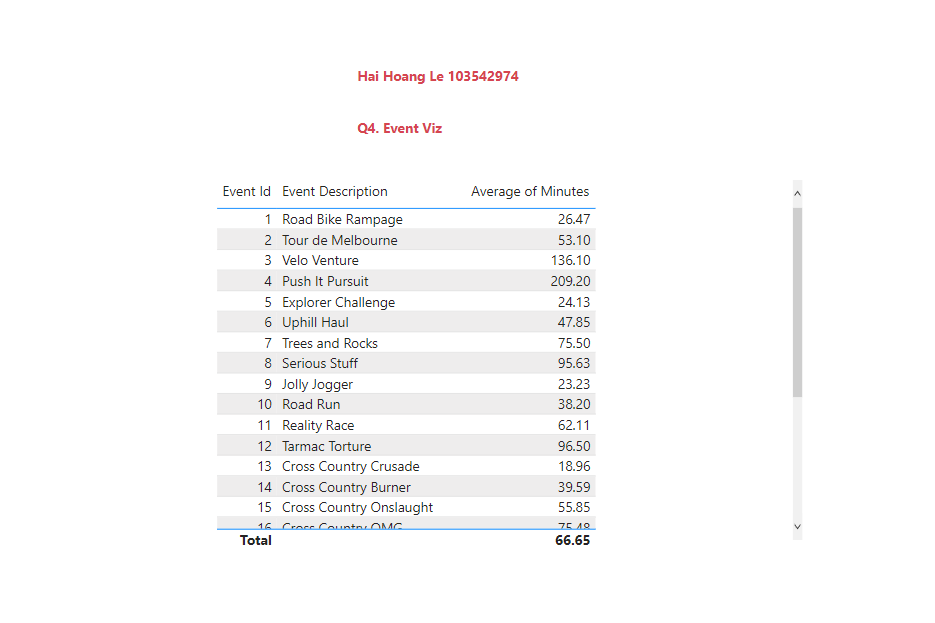 Hai Hoang Le 103542974
Q4. Event Viz
Event Id Event Description Average of Minutes
1 Road Bike Rampage 26.47
2 Tour de Melbourne 53.10
3 Velo Venture 136.10
4 Push It Pursuit 209.20
5 Explorer Challenge 24.13
6 Uphill Haul 47.85
7 Trees and Rocks 75.50
8 Serious Stuff 95.63
9 Jolly Jogger 23.23
10 Road Run 38.20
11 Reality Race 62.11
12 Tarmac Torture 96.50
13 Cross Country Crusade 18.96
14 Cross Country Burner 39.59
15 Cross Country Onslaught 55.85
16 Cross Country OMG 75.48
Total 66.65